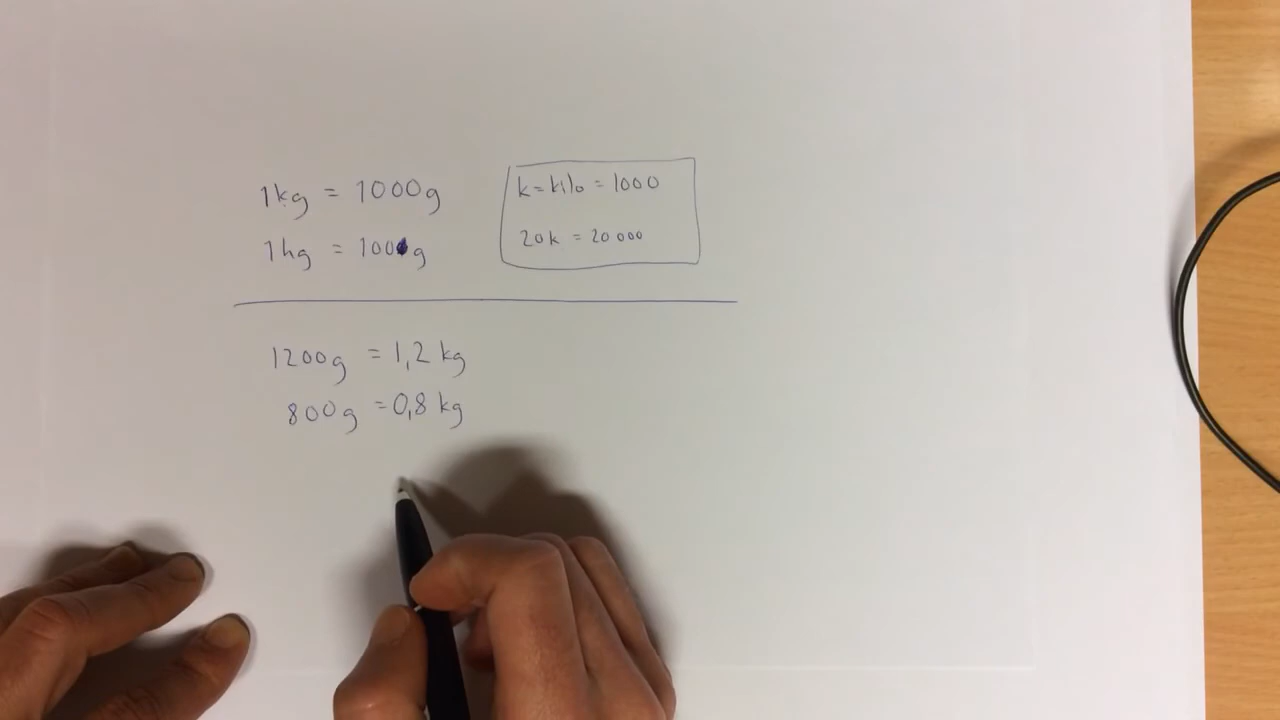 1kg = 1000g
1hg = 100g
k = kilo = 1000
20k = 20 000
1200g = 1,2 kg
800g = 0,8 kg